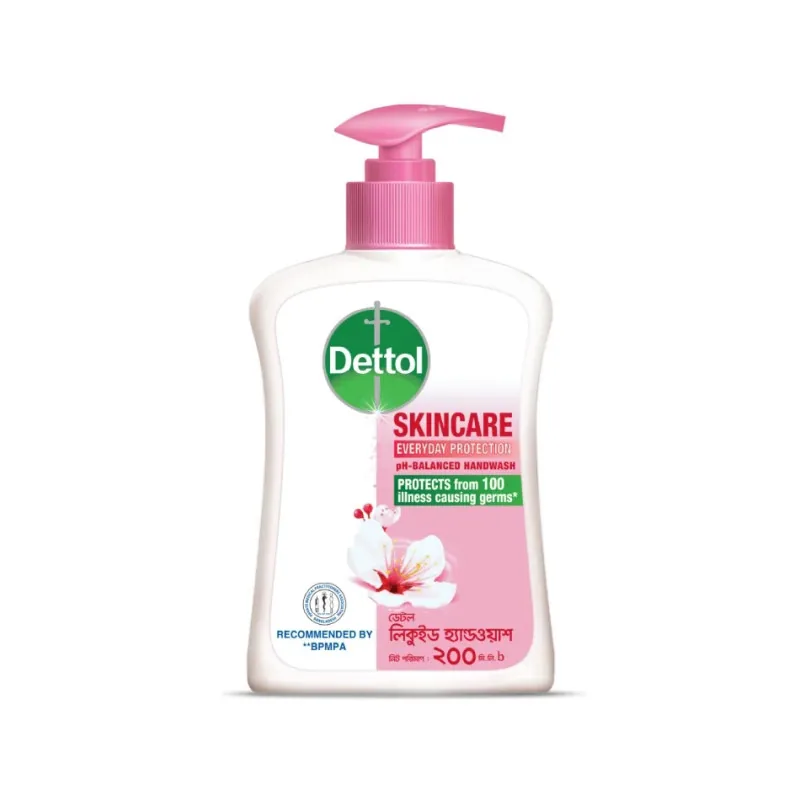 Dettol
SKINCARE
EVERYDAY PROTECTION
pH-BALANCED HANDWASH
PROTECTS from 100
illness causing germs*
ডেটল
লিকুইড হ্যান্ডওয়াশ
নিট পরিমাণ : ২০০ মি.লি. ℮
RECOMMENDED BY
**BPMPA